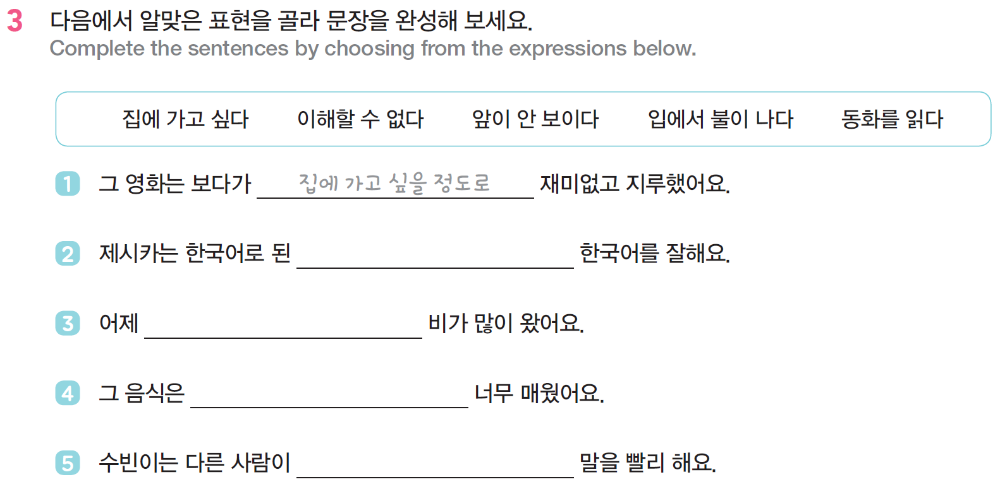 3 다음에서 알맞은 표현을 골라 문장을 완성해 보세요.
Complete the sentences by choosing from the expressions below.
집에 가고 싶다 이해할 수 없다 앞이 안 보이다 입에서 불이 나다 동화를 읽다
1 그 영화는 보다가 집에 가고 싶을 정도로 재미없고 지루했어요.
2 제시카는 한국어로 된 한국어를 잘해요.
3 어제 비가 많이 왔어요.
4 그 음식은 너무 매웠어요.
5 수빈이는 다른 사람이 말을 빨리 해요.